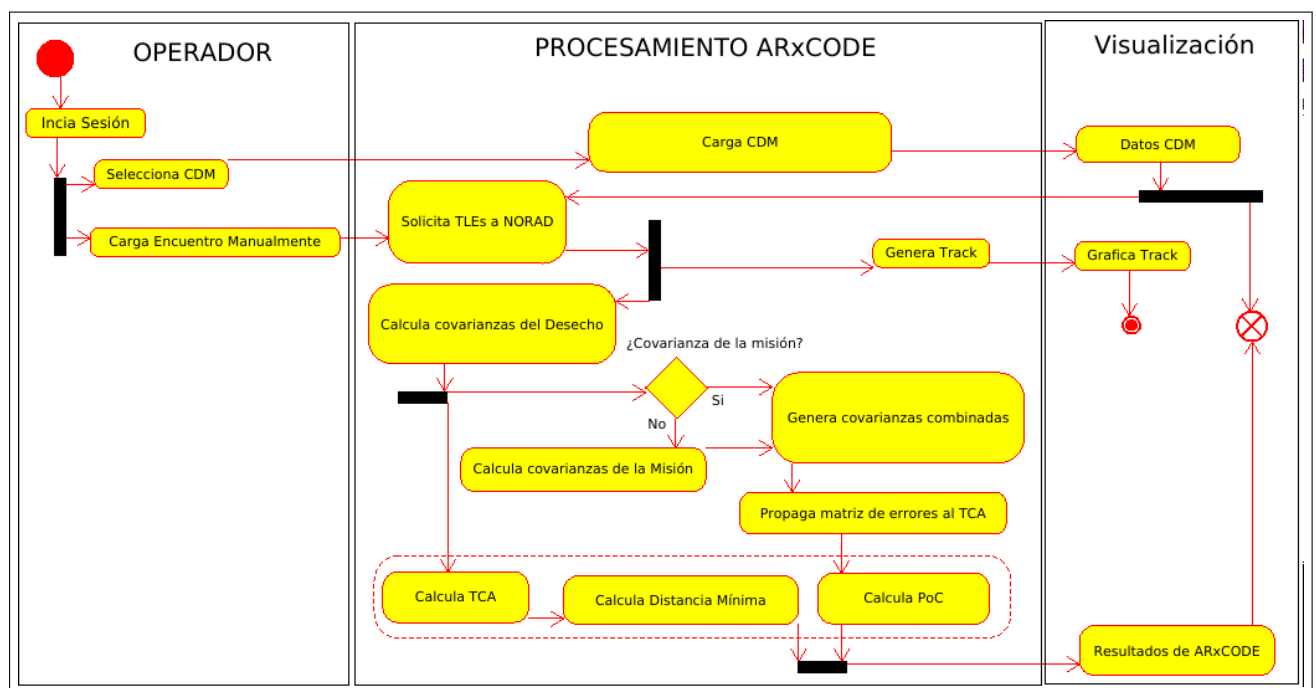 OPERADOR
PROCESAMIENTO ARxCODE
Visualización
Incia Sesión
Selecciona CDM
Carga CDM
Datos CDM
Carga Encuentro Manualmente
Solicita TLEs a NORAD
Genera Track
Grafica Track
Calcula covarianzas del Desecho
¿Covarianza de la misión?
Si
No
Genera covarianzas combinadas
Calcula covarianzas de la Misión
Propaga matriz de errores al TCA
Calcula TCA
Calcula Distancia Mínima
Calcula PoC
Resultados de ARxCODE